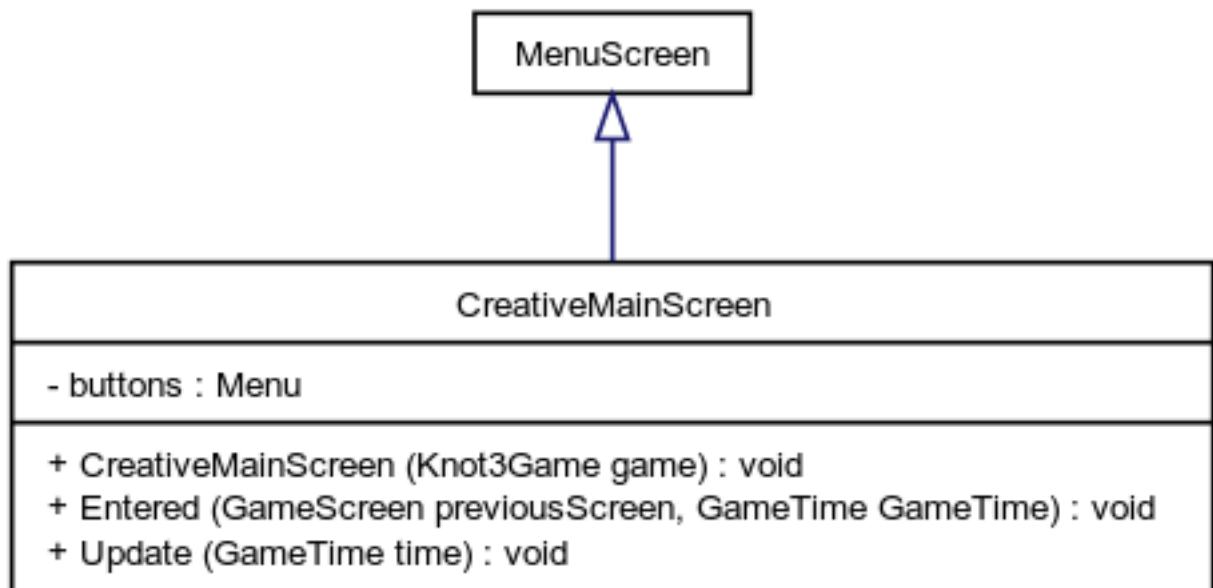 MenuScreen
CreativeMainScreen
- buttons : Menu
+ CreativeMainScreen (Knot3Game game) : void
+ Entered (GameScreen previousScreen, GameTime GameTime) : void
+ Update (GameTime time) : void